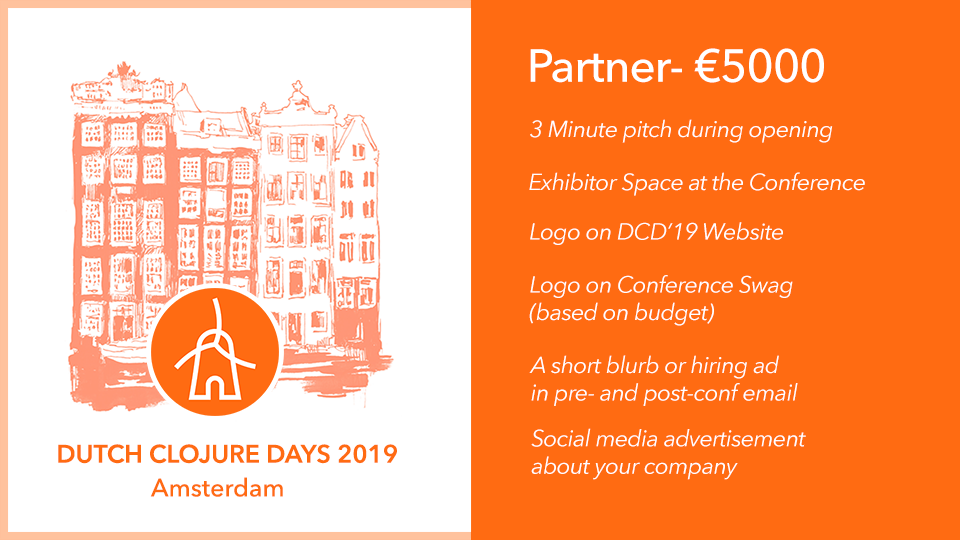 DUTCH CLOJURE DAYS 2019
Amsterdam
Partner- €5000
3 Minute pitch during opening
Exhibitor Space at the Conference
Logo on DCD’19 Website
Logo on Conference Swag
(based on budget)
A short blurb or hiring ad
in pre- and post-conf email
Social media advertisement
about your company